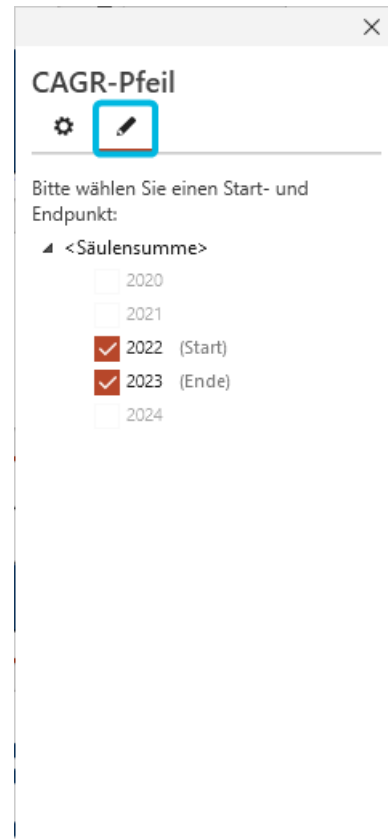 CAGR-Pfeil
Bitte wählen Sie einen Start- und
Endpunkt:
<Säulensumme>
2020
2021
2022 (Start)
2023 (Ende)
2024